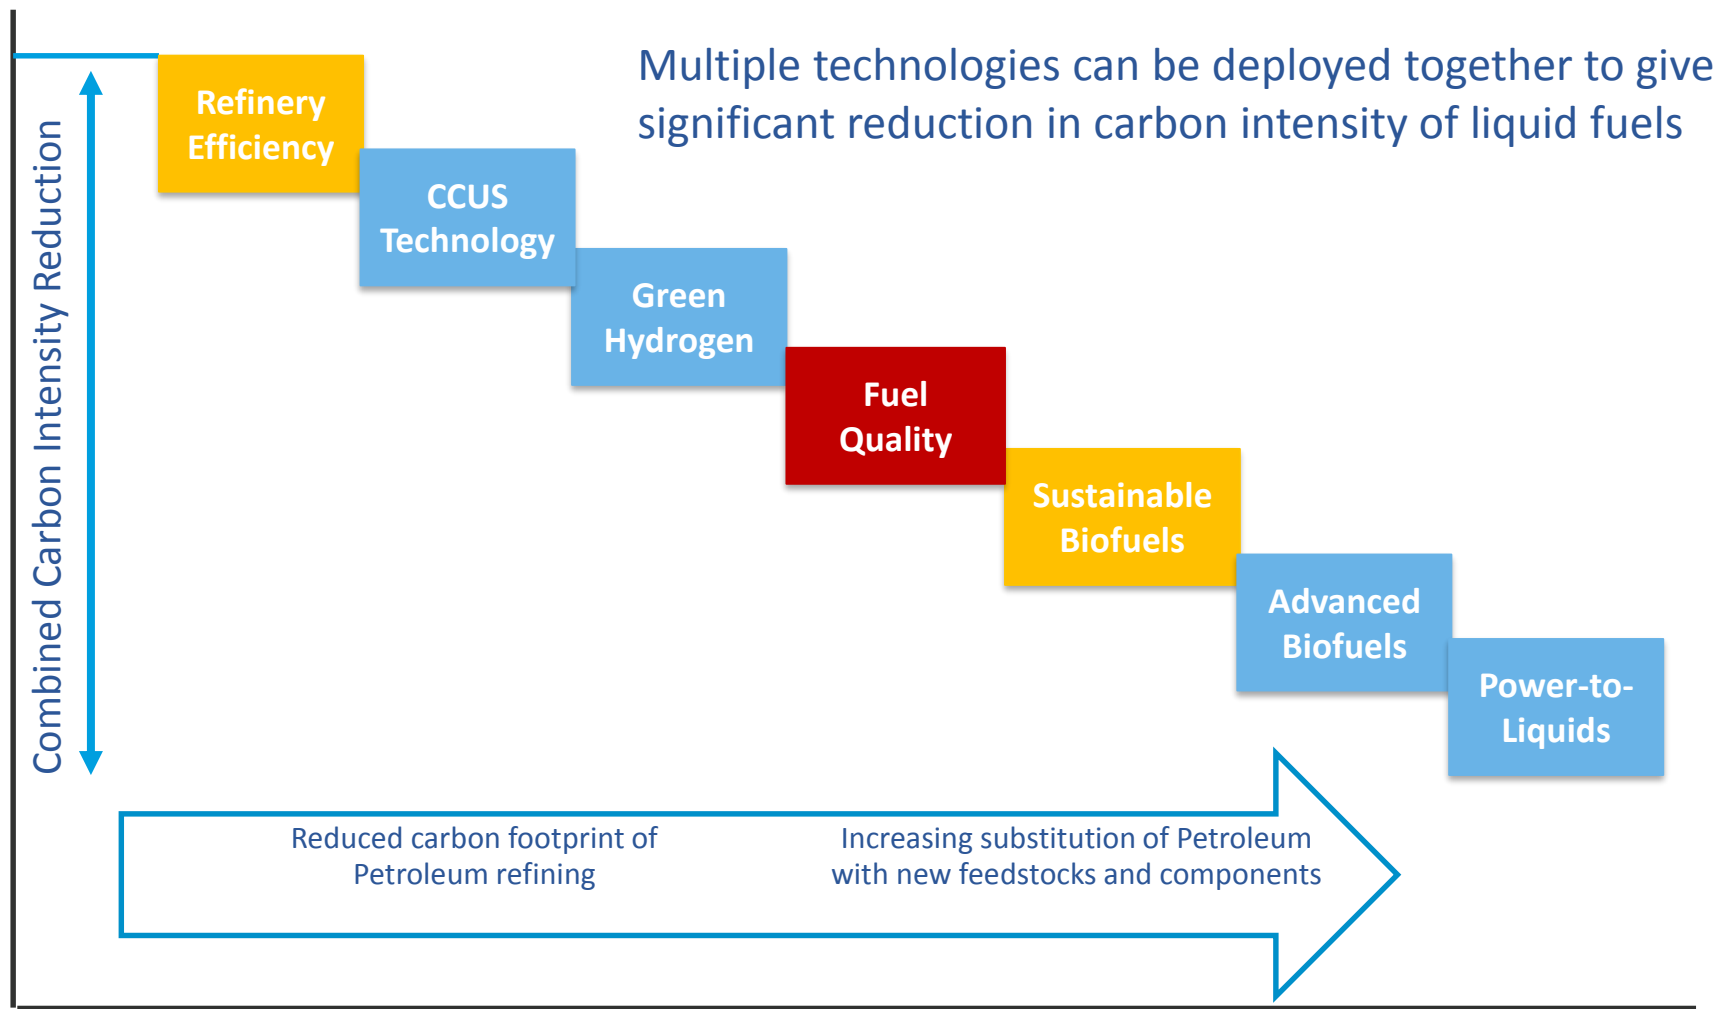 Multiple technologies can be deployed together to give
significant reduction in carbon intensity of liquid fuels
Combined Carbon Intensity Reduction
Refinery
Efficiency
CCUS
Technology
Green
Hydrogen
Fuel
Quality
Sustainable
Biofuels
Advanced
Biofuels
Power-to-
Liquids
Reduced carbon footprint of
Petroleum refining
Increasing substitution of Petroleum
with new feedstocks and components